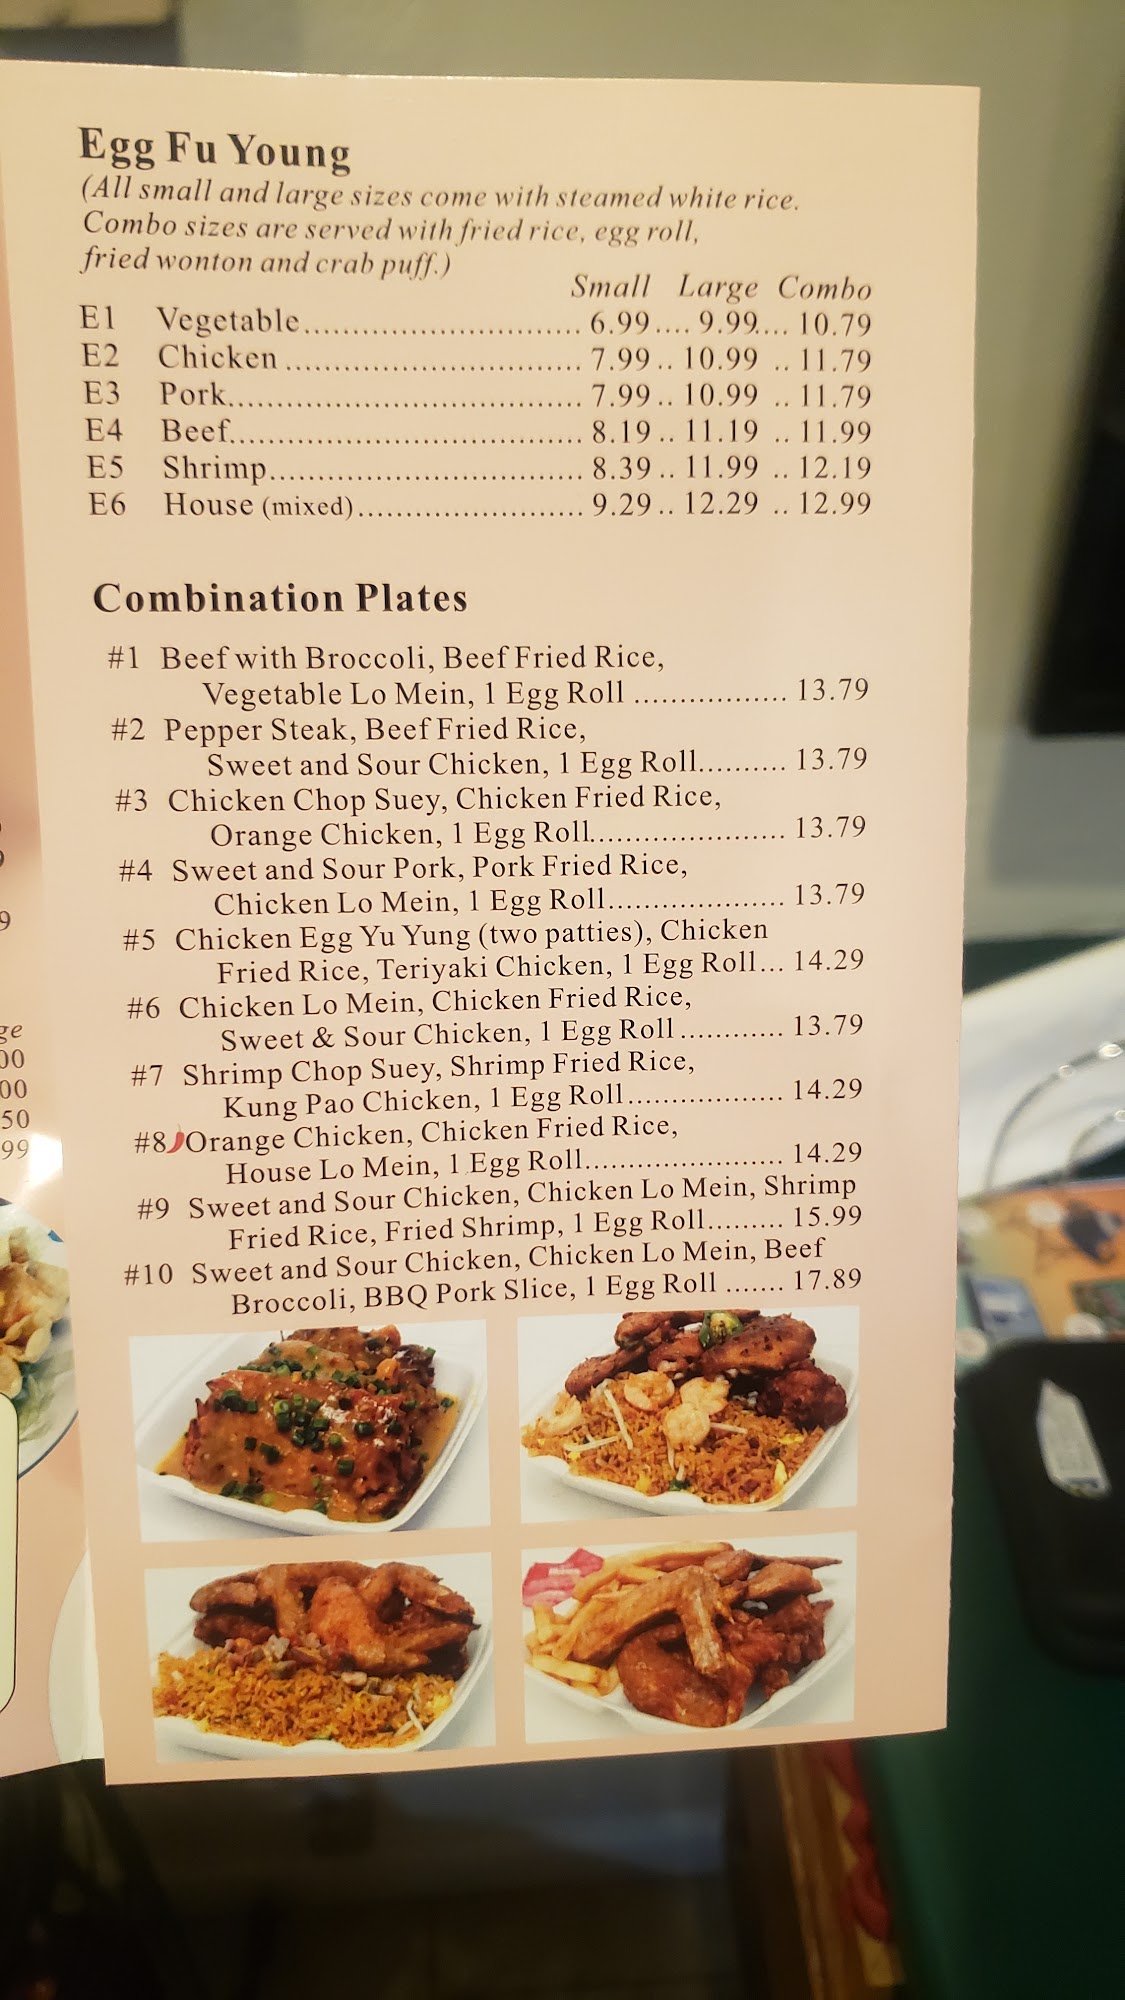 Egg Fu Young
(All small and large sizes come with steamed white rice.
Combo sizes are served with fried rice, egg roll,
fried wonton and crab puff.)
Small Large Combo
E1 Vegetable............................. 6.99.... 9.99.... 10.79
E2 Chicken ............................... 7.99.. 10.99 .. 11.79
E3 Pork..................................... 7.99.. 10.99 .. 11.79
E4 Beef..................................... 8.19.. 11.19 .. 11.99
E5 Shrimp................................. 8.39.. 11.99 .. 12.19
E6 House (mixed)........................ 9.29.. 12.29 .. 12.99
Combination Plates
#1 Beef with Broccoli, Beef Fried Rice,
Vegetable Lo Mein, 1 Egg Roll ................. 13.79
#2 Pepper Steak, Beef Fried Rice,
Sweet and Sour Chicken, 1 Egg Roll.......... 13.79
#3 Chicken Chop Suey, Chicken Fried Rice,
Orange Chicken, 1 Egg Roll...................... 13.79
#4 Sweet and Sour Pork, Pork Fried Rice,
Chicken Lo Mein, 1 Egg Roll.................... 13.79
#5 Chicken Egg Yu Yung (two patties), Chicken
Fried Rice, Teriyaki Chicken, 1 Egg Roll... 14.29
#6 Chicken Lo Mein, Chicken Fried Rice,
Sweet & Sour Chicken, 1 Egg Roll ............ 13.79
#7 Shrimp Chop Suey, Shrimp Fried Rice,
Kung Pao Chicken, 1 Egg Roll.................. 14.29
#8 Orange Chicken, Chicken Fried Rice,
House Lo Mein, 1 Egg Roll....................... 14.29
#9 Sweet and Sour Chicken, Chicken Lo Mein, Shrimp
Fried Rice, Fried Shrimp, 1 Egg Roll......... 15.99
#10 Sweet and Sour Chicken, Chicken Lo Mein, Beef
Broccoli, BBQ Pork Slice, 1 Egg Roll ....... 17.89